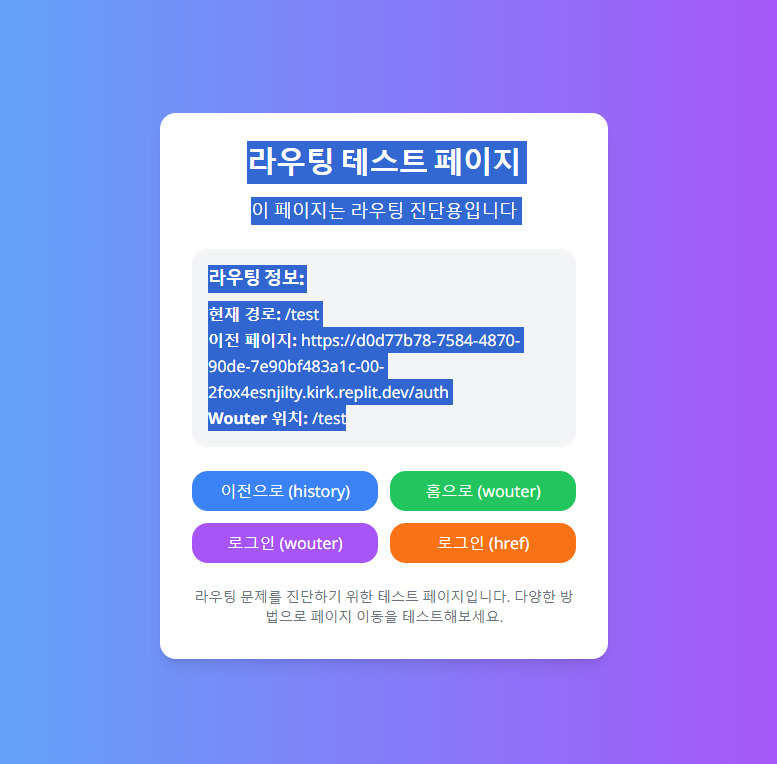 라우팅 테스트 페이지
이 페이지는 라우팅 진단용입니다
라우팅 정보:
현재 경로: /test
이전 페이지: https://d0d77b78-7584-4870-
90de-7e90bf483a1c-00-
2fox4esnjilty.kirk.replit.dev/auth
Wouter 위치: /test
이전으로 (history)
홈으로 (wouter)
로그인 (wouter)
로그인 (href)
라우팅 문제를 진단하기 위한 테스트 페이지입니다. 다양한 방
법으로 페이지 이동을 테스트해보세요.